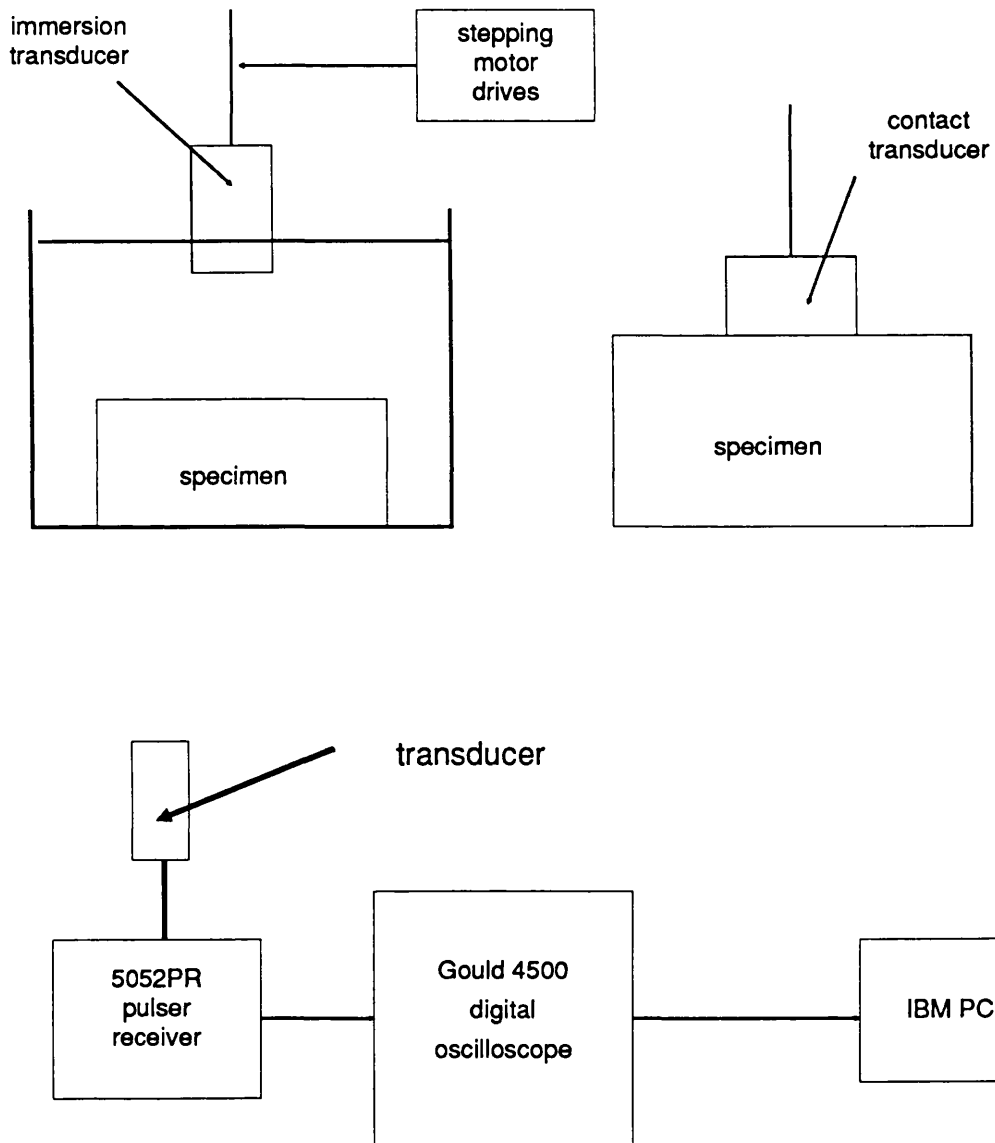 immersion
transducer
stepping
motor
drives
contact
transducer
specimen
specimen
transducer
5052PR
pulser
receiver
Gould 4500
digital
oscilloscope
IBM PC